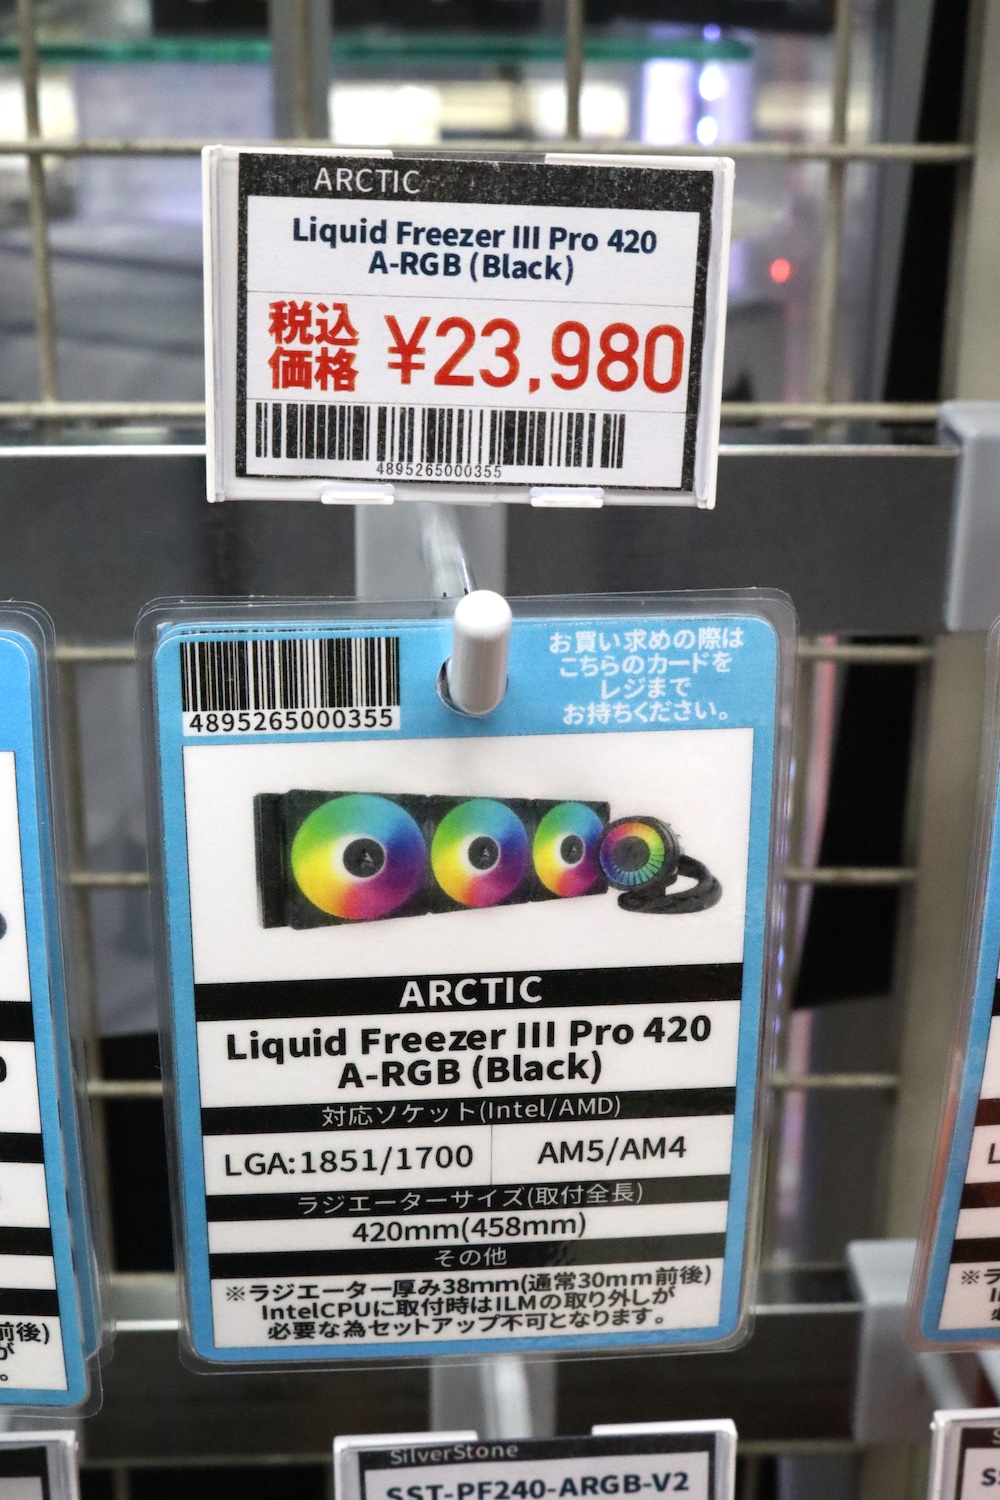 ARCTIC
Liquid Freezer III Pro 420
A-RGB (Black)
税込
価格 ¥23,980
4895265000355
4895265000355
お買い求めの際は
こちらのカードを
レジまで
お持ちください。
ARCTIC
Liquid Freezer III Pro 420
A-RGB (Black)
対応ソケット(Intel/AMD)
LGA:1851/1700 AM5/AM4
ラジエーターサイズ(取付全長)
420mm(458mm)
その他
※ラジエーター厚み38mm(通常30mm前後)
IntelCPUに取付時はILMの取り外しが
必要な為セットアップ不可となります。
前後)
が
。
※ラ
SilverStone
SST-PF240-ARGB-V2